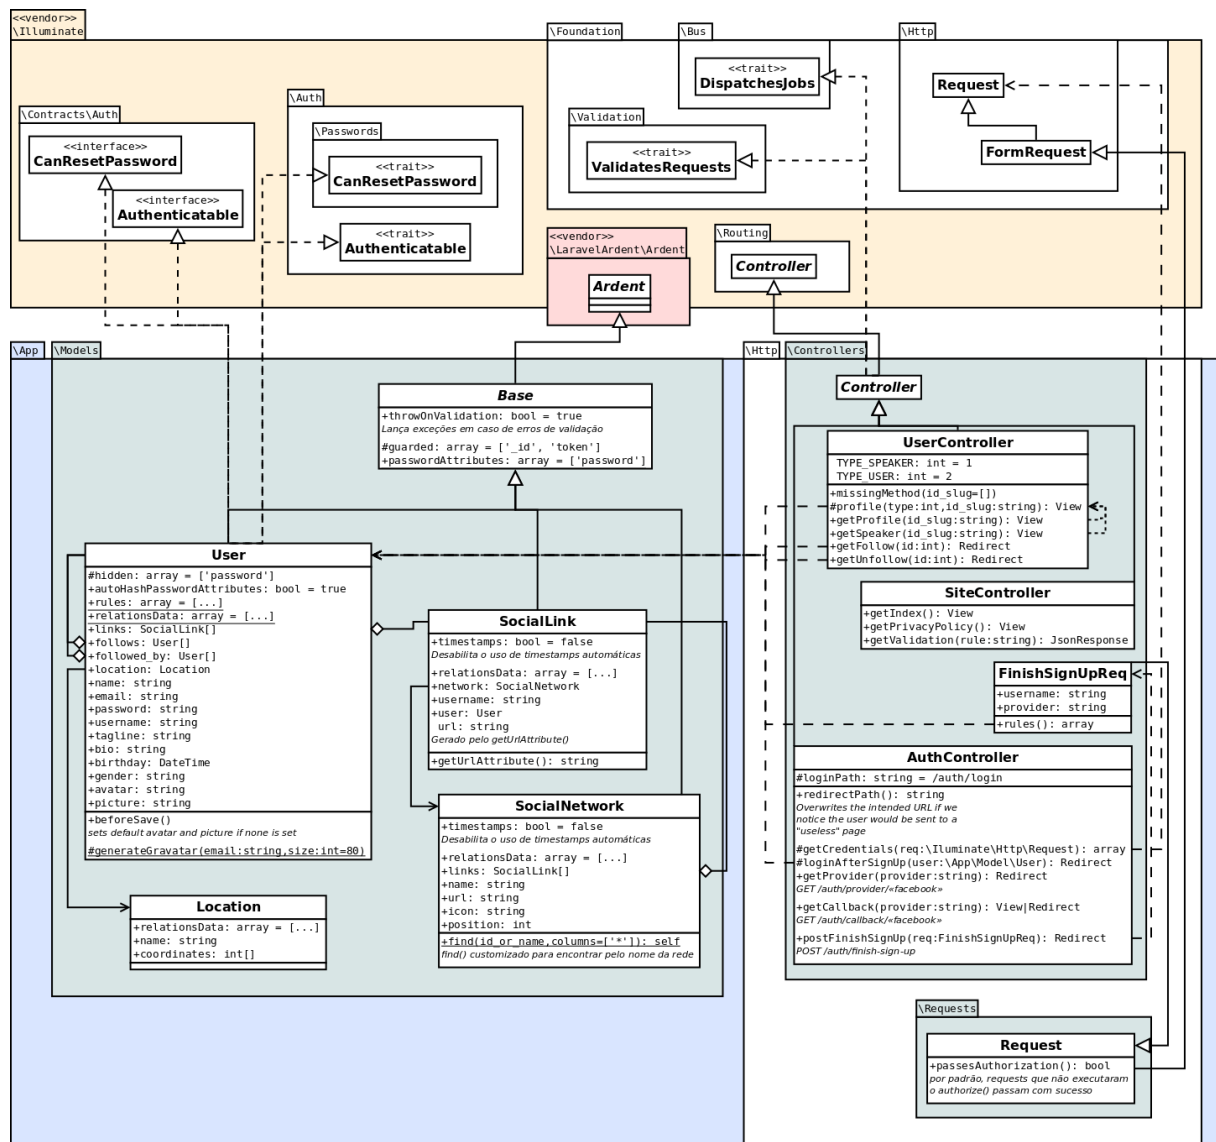 <<vendor>>
\Illuminate
\Foundation
\Bus
<<trait>>
DispatchesJobs
\Http
Request
FormRequest
\Validation
<<trait>>
ValidatesRequests
\Contracts\Auth
<<interface>>
CanResetPassword
<<interface>>
Authenticatable
\Auth
\Passwords
<<trait>>
CanResetPassword
<<trait>>
Authenticatable
<<vendor>>
\LaravelArdent\Ardent
Ardent
\Routing
Controller
\App
\Models
Base
+throwOnValidation: bool = true
Lança exceções em caso de erros de validação
#guarded: array = ['_id', 'token']
+passwordAttributes: array = ['password']
User
#hidden: array = ['password']
+autoHashPasswordAttributes: bool = true
+rules: array = [...]
+relationsData: array = [...]
+links: SocialLink[]
+follows: User[]
+followed_by: User[]
+location: Location
+name: string
+email: string
+password: string
+username: string
+tagline: string
+bio: string
+birthday: DateTime
+gender: string
+avatar: string
+picture: string
+beforeSave()
sets default avatar and picture if none is set
#generateGravatar(email:string,size:int=80)
Location
+relationsData: array = [...]
+name: string
+coordinates: int[]
SocialLink
+timestamps: bool = false
Desabilita o uso de timestamps automáticas
+relationsData: array = [...]
+network: SocialNetwork
+username: string
+user: User
url: string
Gerado pelo getUrlAttribute()
+getUrlAttribute(): string
SocialNetwork
+timestamps: bool = false
Desabilita o uso de timestamps automáticas
+relationsData: array = [...]
+links: SocialLink[]
+name: string
+url: string
+icon: string
+position: int
+find(id_or_name,columns=['*']): self
find() customizado para encontrar pelo nome da rede
\Http
\Controllers
Controller
UserController
TYPE_SPEAKER: int = 1
TYPE_USER: int = 2
+missingMethod(id_slug=[])
#profile(type:int,id_slug:string): View
+getProfile(id_slug:string): View
+getSpeaker(id_slug:string): View
+getFollow(id:int): Redirect
+getUnfollow(id:int): Redirect
SiteController
+getIndex(): View
+getPrivacyPolicy(): View
+getValidation(rule:string): JsonResponse
FinishSignUpReq
+username: string
+provider: string
+rules(): array
AuthController
#loginPath: string = /auth/login
+redirectPath(): string
Overwrites the intended URL if we
notice the user would be sent to a
"useless" page
#getCredentials(req:\Iluminate\Http\Request): array
#loginAfterSignUp(user:\App\Model\User): Redirect
+getProvider(provider:string): Redirect
GET /auth/provider/«facebook»
+getCallback(provider:string): View|Redirect
GET /auth/callback/«facebook»
+postFinishSignUp(req:FinishSignUpReq): Redirect
POST /auth/finish-sign-up
\Requests
Request
+passesAuthorization(): bool
por padrão, requests que não executaram
o authorize() passam com sucesso